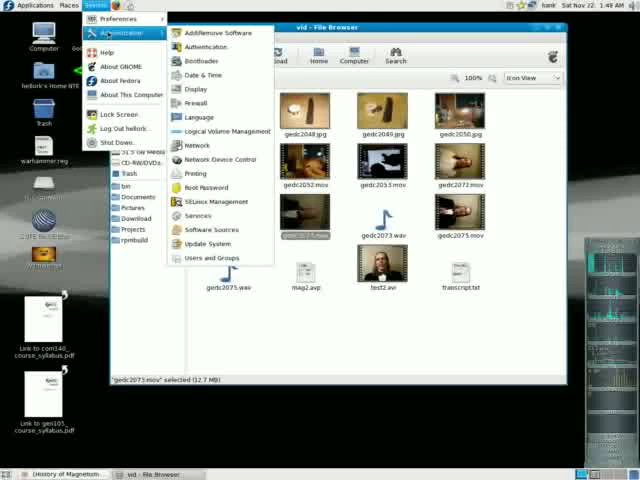 Applications Places System
hank Sat Nov 22, 1:48 AM
Preferences
Administration
Help
About GNOME
About Fedora
About This Computer
Lock Screen
Log Out hellork...
Shut Down...
Add/Remove Software
Authentication
Bootloader
Date & Time
Display
Firewall
Language
Logical Volume Management
Network
Network Device Control
Printing
Root Password
SELinux Management
Services
Software Sources
Update System
Users and Groups
vid - File Browser
Home Computer Search
100% Icon View
Computer
hellork's Home
Trash
warhammer.reg
Link to com140_
course_syllabus.pdf
Link to gen105_
course_syllabus.pdf
CD-RW/DVD±
Trash
bin
Documents
Pictures
Download
Projects
rpmbuild
gedc2048.jpg gedc2049.jpg gedc2050.jpg
gedc2052.mov gedc2053.mov gedc2072.mov
gedc2073.mov gedc2073.wav gedc2075.mov
gedc2075.wav mag2.avp test2.avi transcript.txt
"gedc2073.mov" selected (12.7 MB)
[History of Magnetism- vid - File Browser